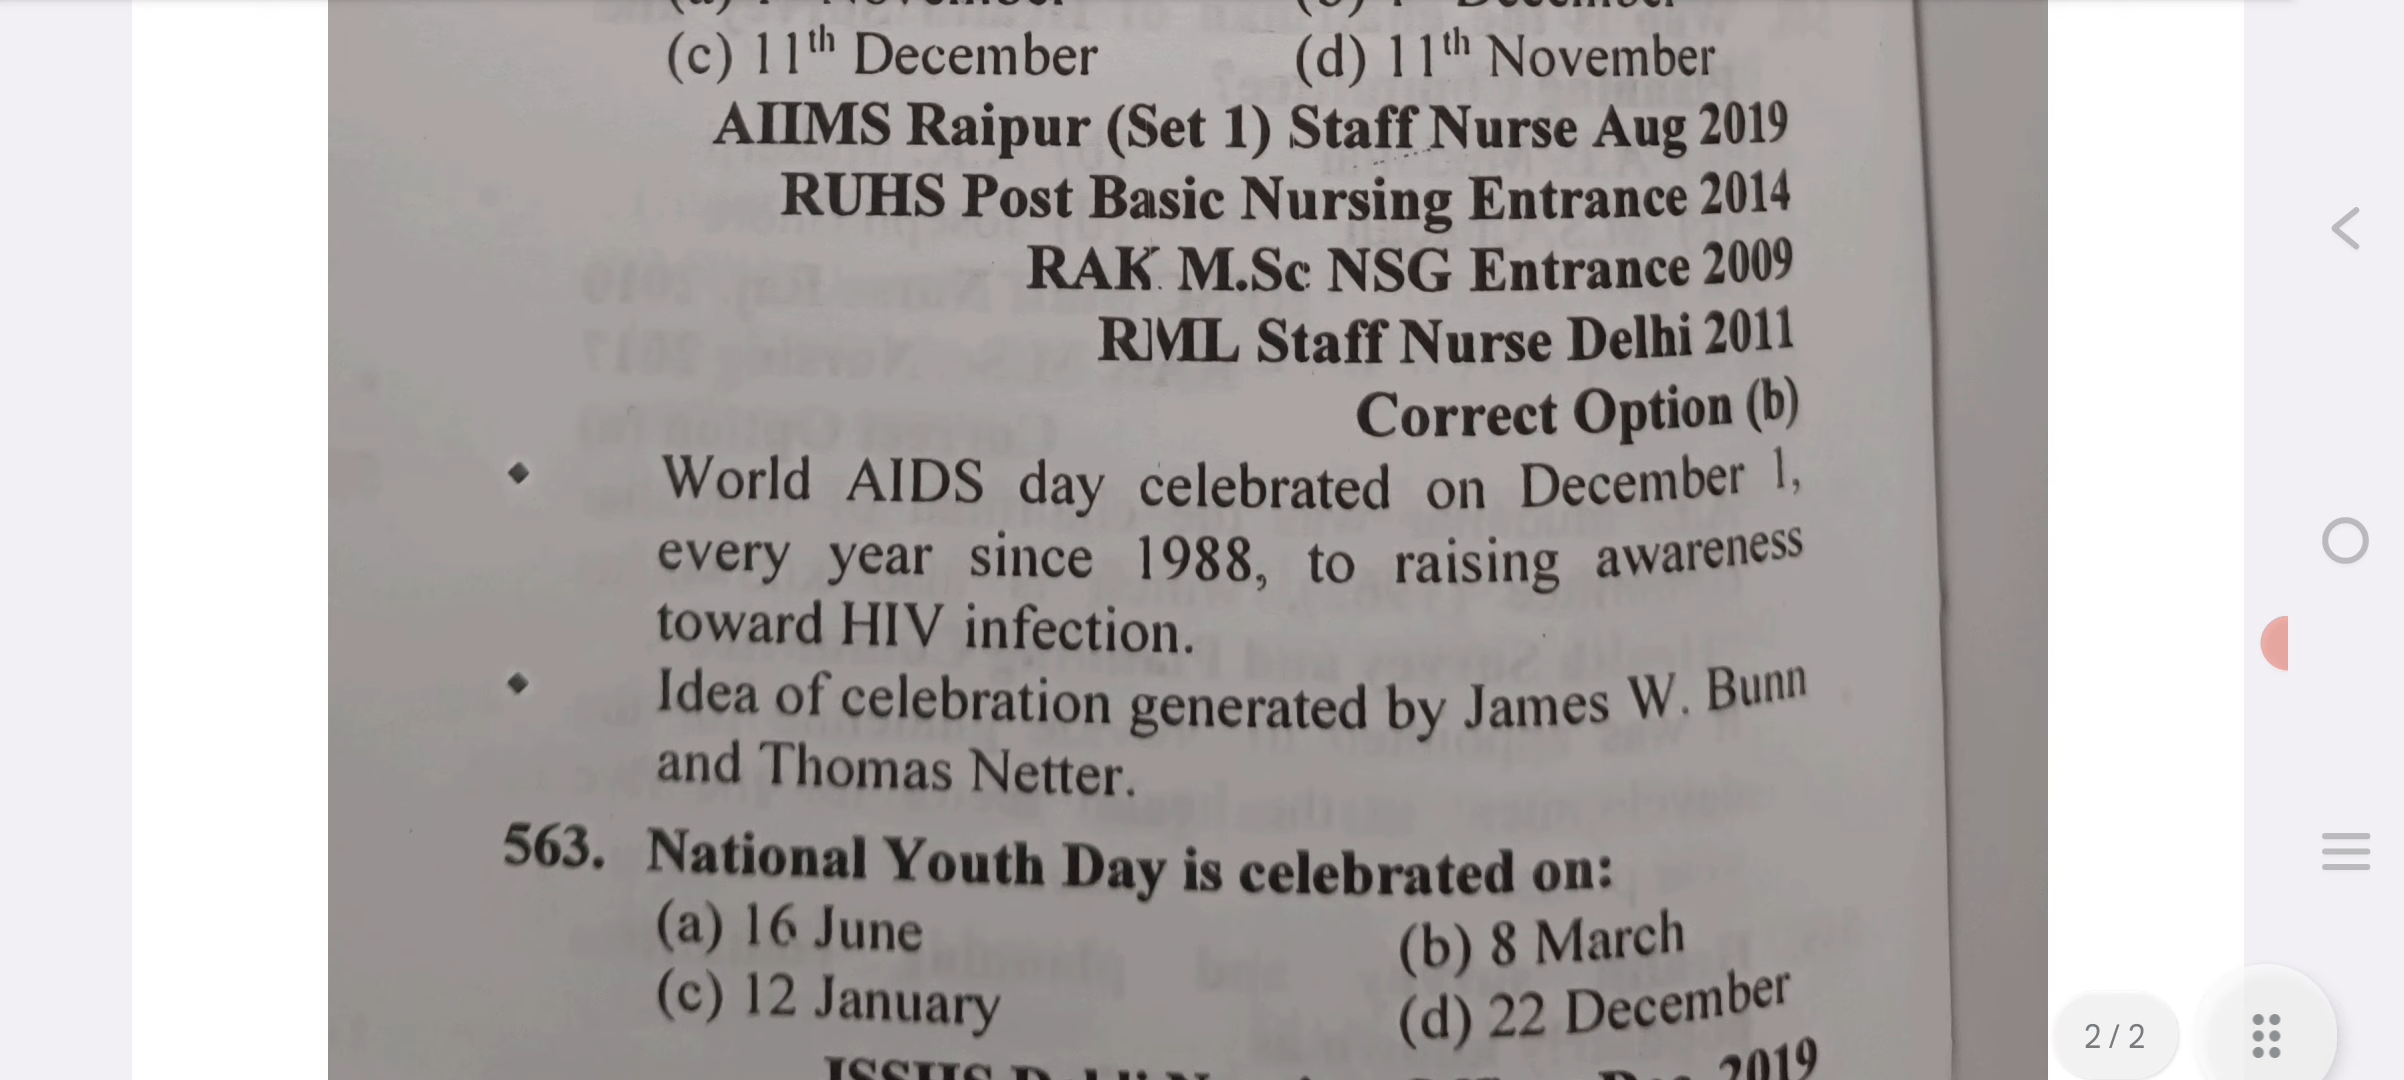 (c) 11th December (d) 11th November
AIIMS Raipur (Set 1) Staff Nurse Aug 2019
RUHS Post Basic Nursing Entrance 2014
RAK M.Sc NSG Entrance 2009
RML Staff Nurse Delhi 2011
Correct Option (b)
World AIDS day celebrated on December 1,
every year since 1988, to raising awareness
toward HIV infection.
Idea of celebration generated by James W. Bunn
and Thomas Netter.
563. National Youth Day is celebrated on:
(a) 16 June (b) 8 March
(c) 12 January (d) 22 December
2019
2/2